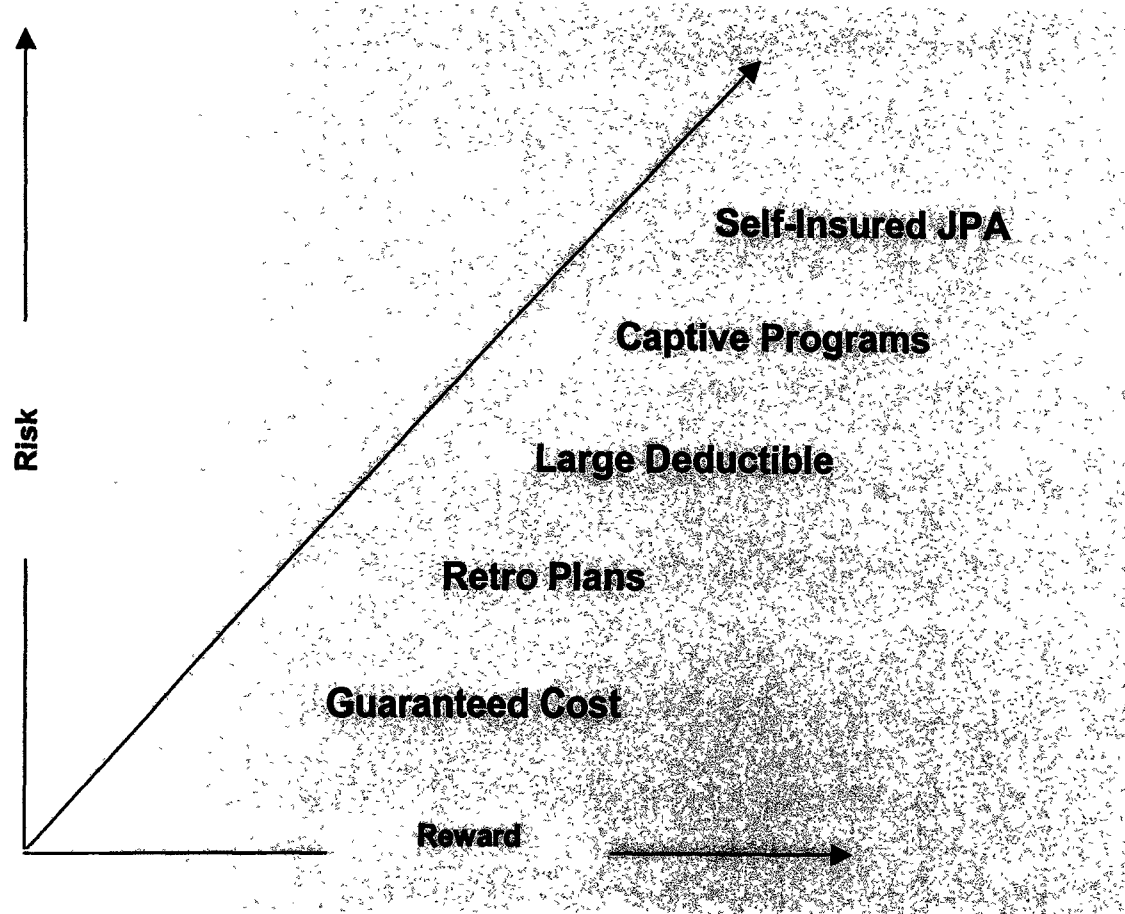 Self-Insured JPA
Captive Programs
Large Deductible
Risk
Retro Plans
Guaranteed Cost
Reward